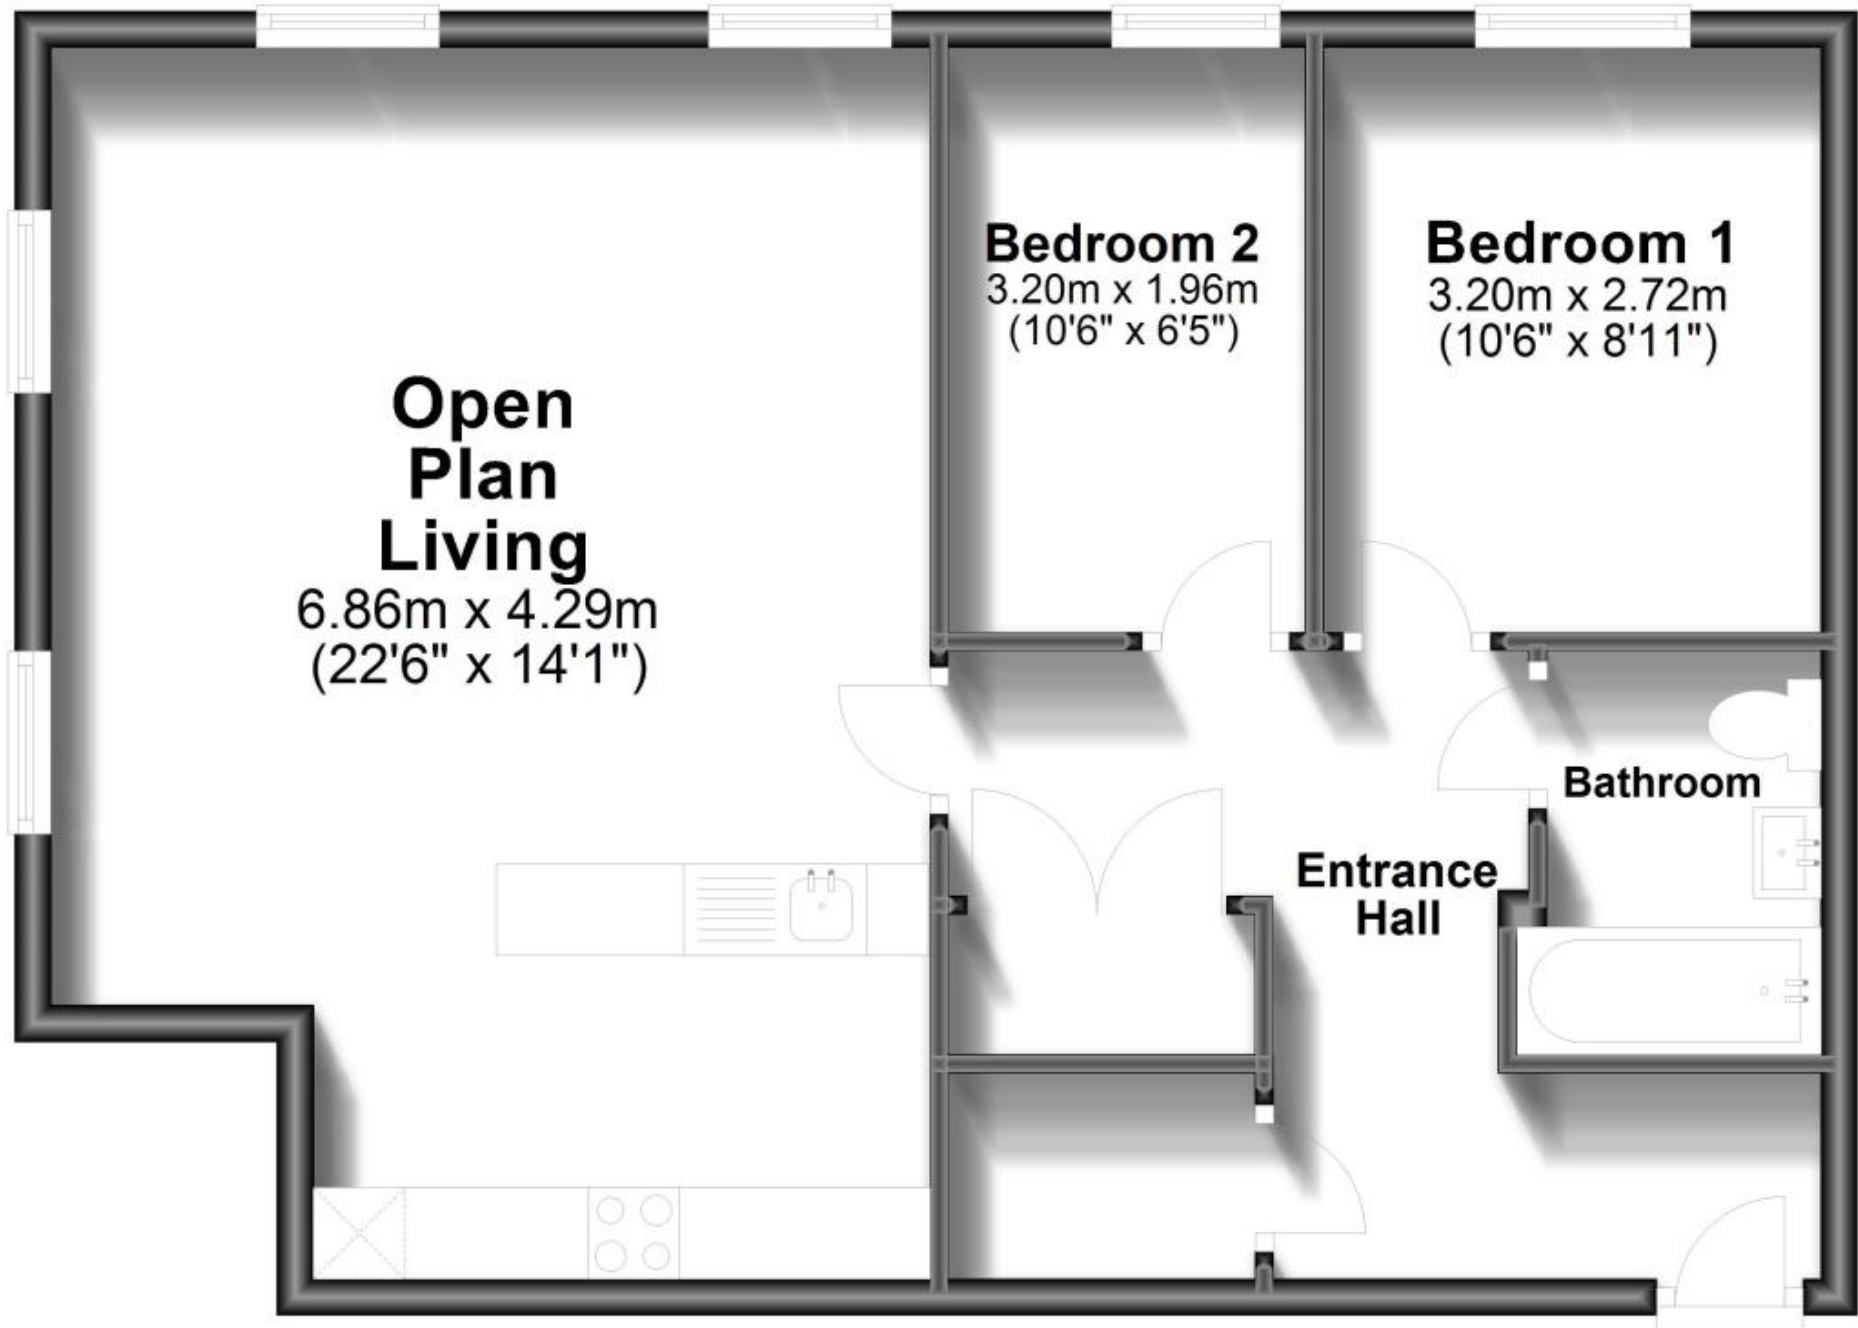 Open
Plan
Living
6.86m x 4.29m
(22'6" x 14'1")
Bedroom 2
3.20m x 1.96m
(10'6" x 6'5")
Bedroom 1
3.20m x 2.72m
(10'6" x 8'11")
Bathroom
Entrance
Hall